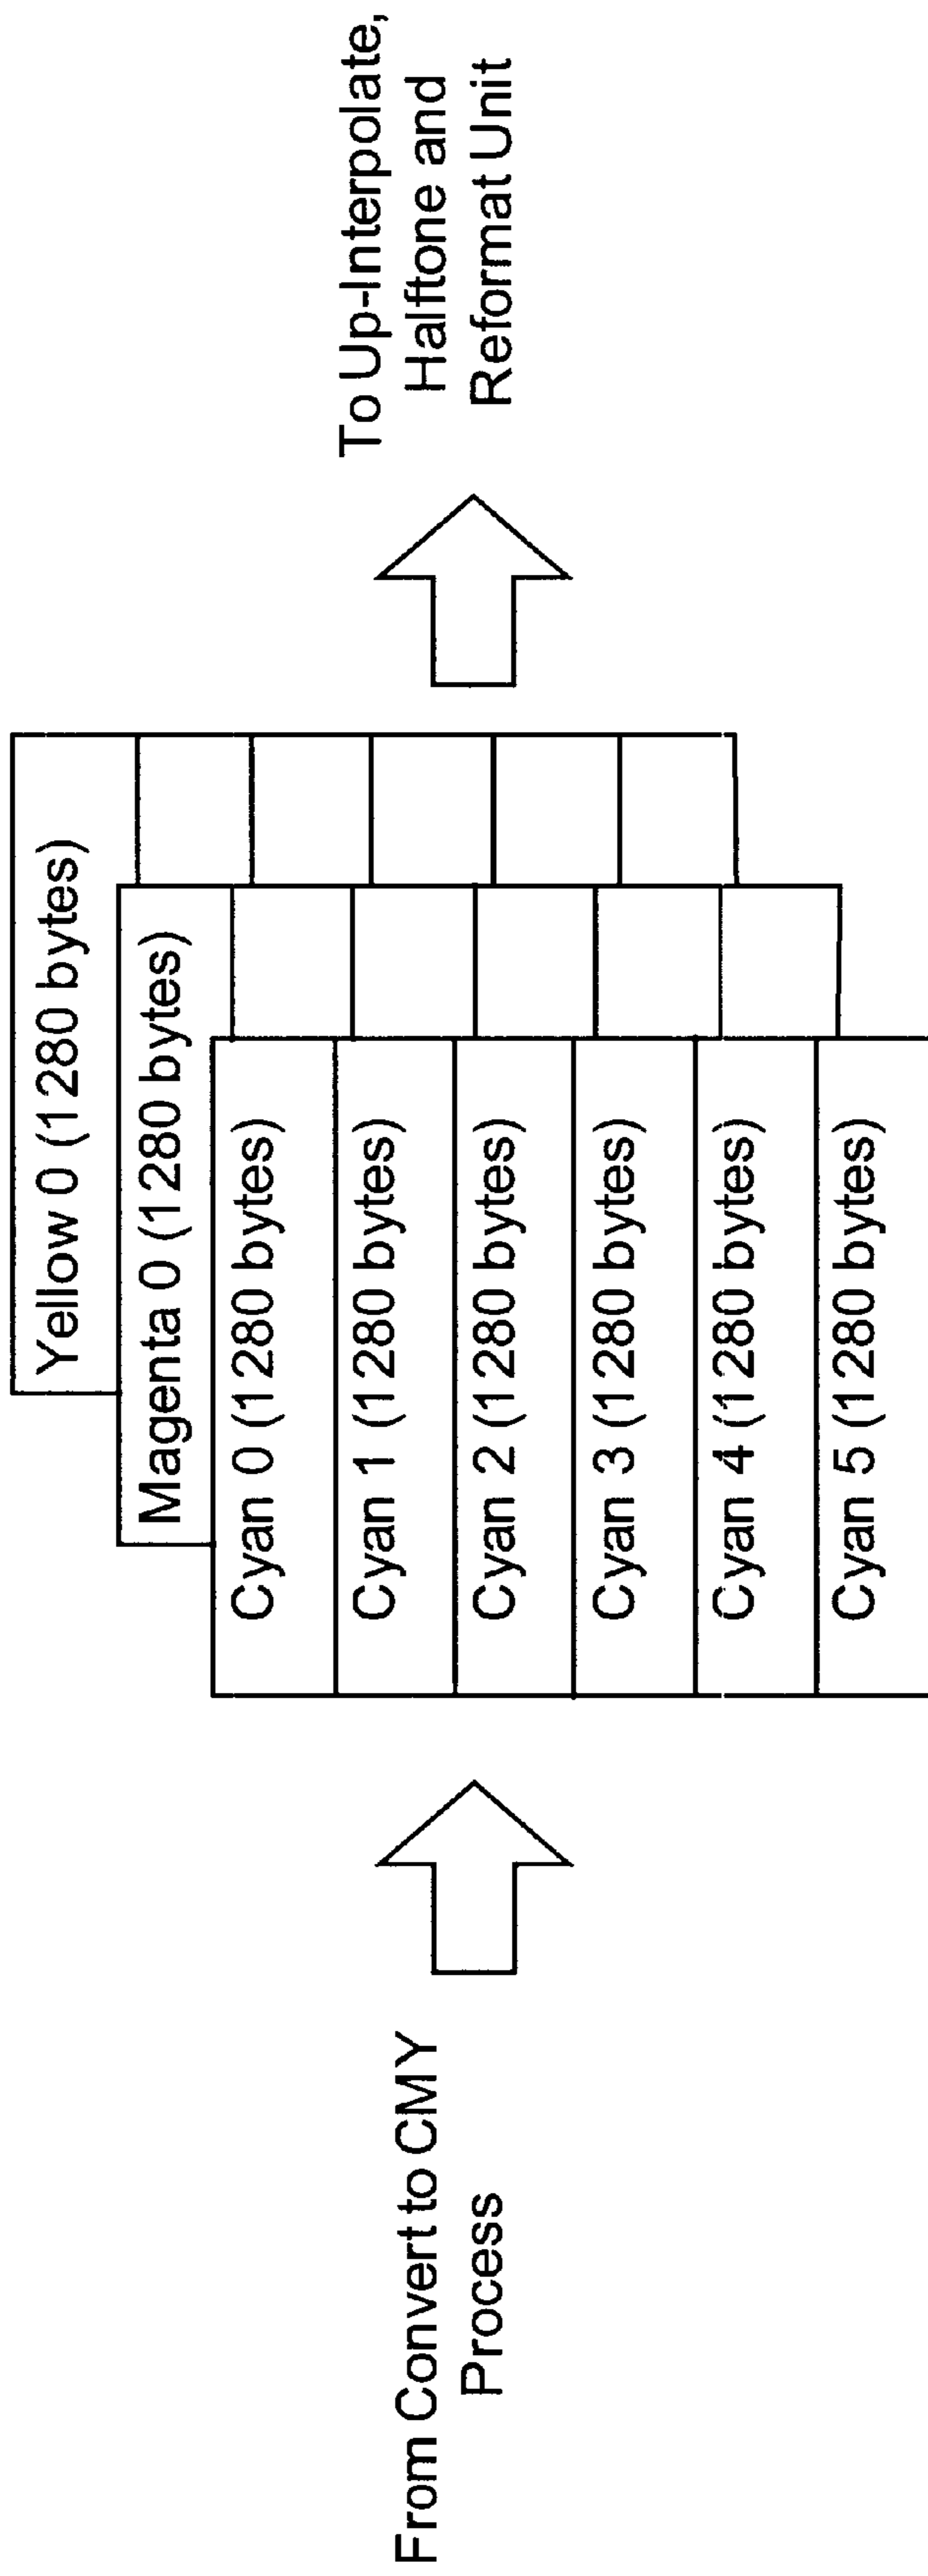 From Convert to CMY
Process
Yellow 0 (1280 bytes)
Magenta 0 (1280 bytes)
Cyan 0 (1280 bytes)
Cyan 1 (1280 bytes)
Cyan 2 (1280 bytes)
Cyan 3 (1280 bytes)
Cyan 4 (1280 bytes)
Cyan 5 (1280 bytes)
To Up-Interpolate,
Halftone and
Reformat Unit